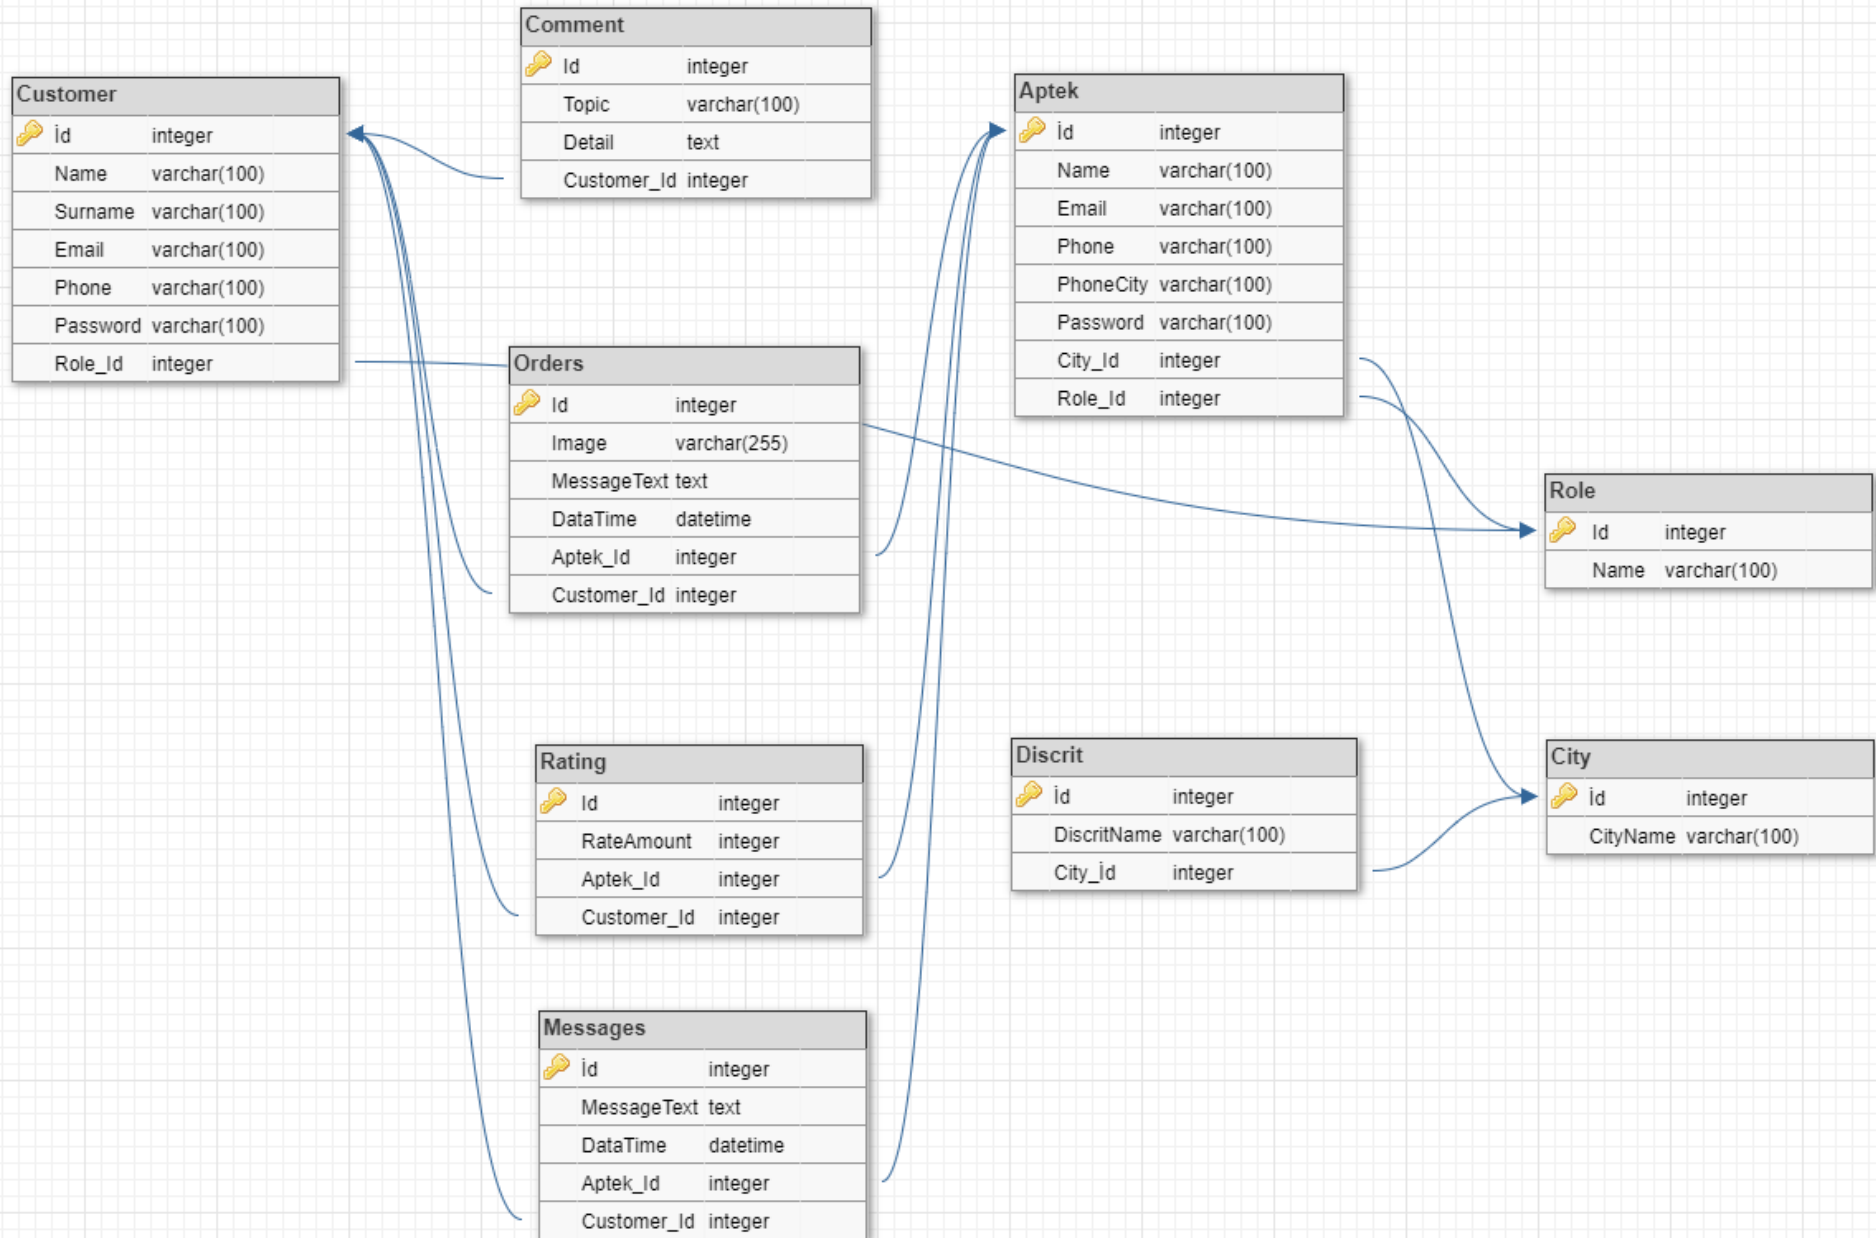 Comment
Id integer
Topic varchar(100)
Detail text
Customer_Id integer
Customer
İd integer
Name varchar(100)
Surname varchar(100)
Email varchar(100)
Phone varchar(100)
Password varchar(100)
Role_Id integer
Aptek
İd integer
Name varchar(100)
Email varchar(100)
Phone varchar(100)
PhoneCity varchar(100)
Password varchar(100)
City_Id integer
Role_Id integer
Orders
Id integer
Image varchar(255)
MessageText text
DataTime datetime
Aptek_Id integer
Customer_Id integer
Role
Id integer
Name varchar(100)
Rating
Id integer
RateAmount integer
Aptek_Id integer
Customer_Id integer
Discrit
İd integer
DiscritName varchar(100)
City_İd integer
City
İd integer
CityName varchar(100)
Messages
İd integer
MessageText text
DataTime datetime
Aptek_Id integer
Customer_Id integer